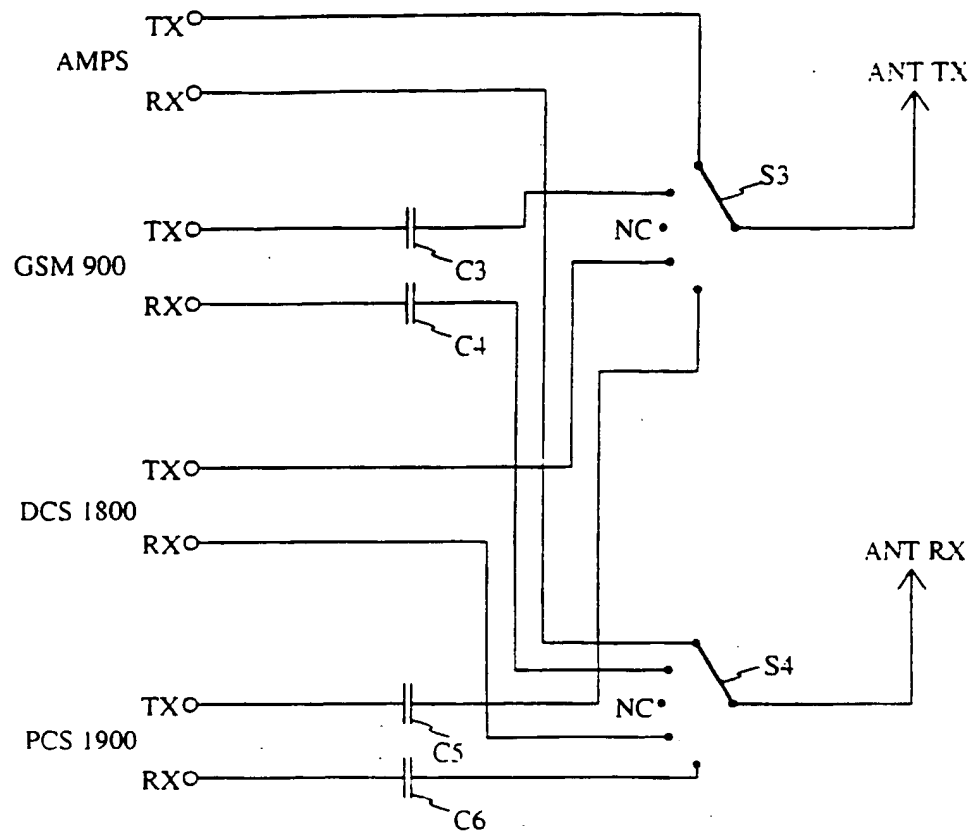 TX
AMPS
RX
ANT TX
S3
TX
NC
GSM 900
C3
RX
C4
TX
DCS 1800
RX
ANT RX
S4
TX
NC
PCS 1900
C5
RX
C6